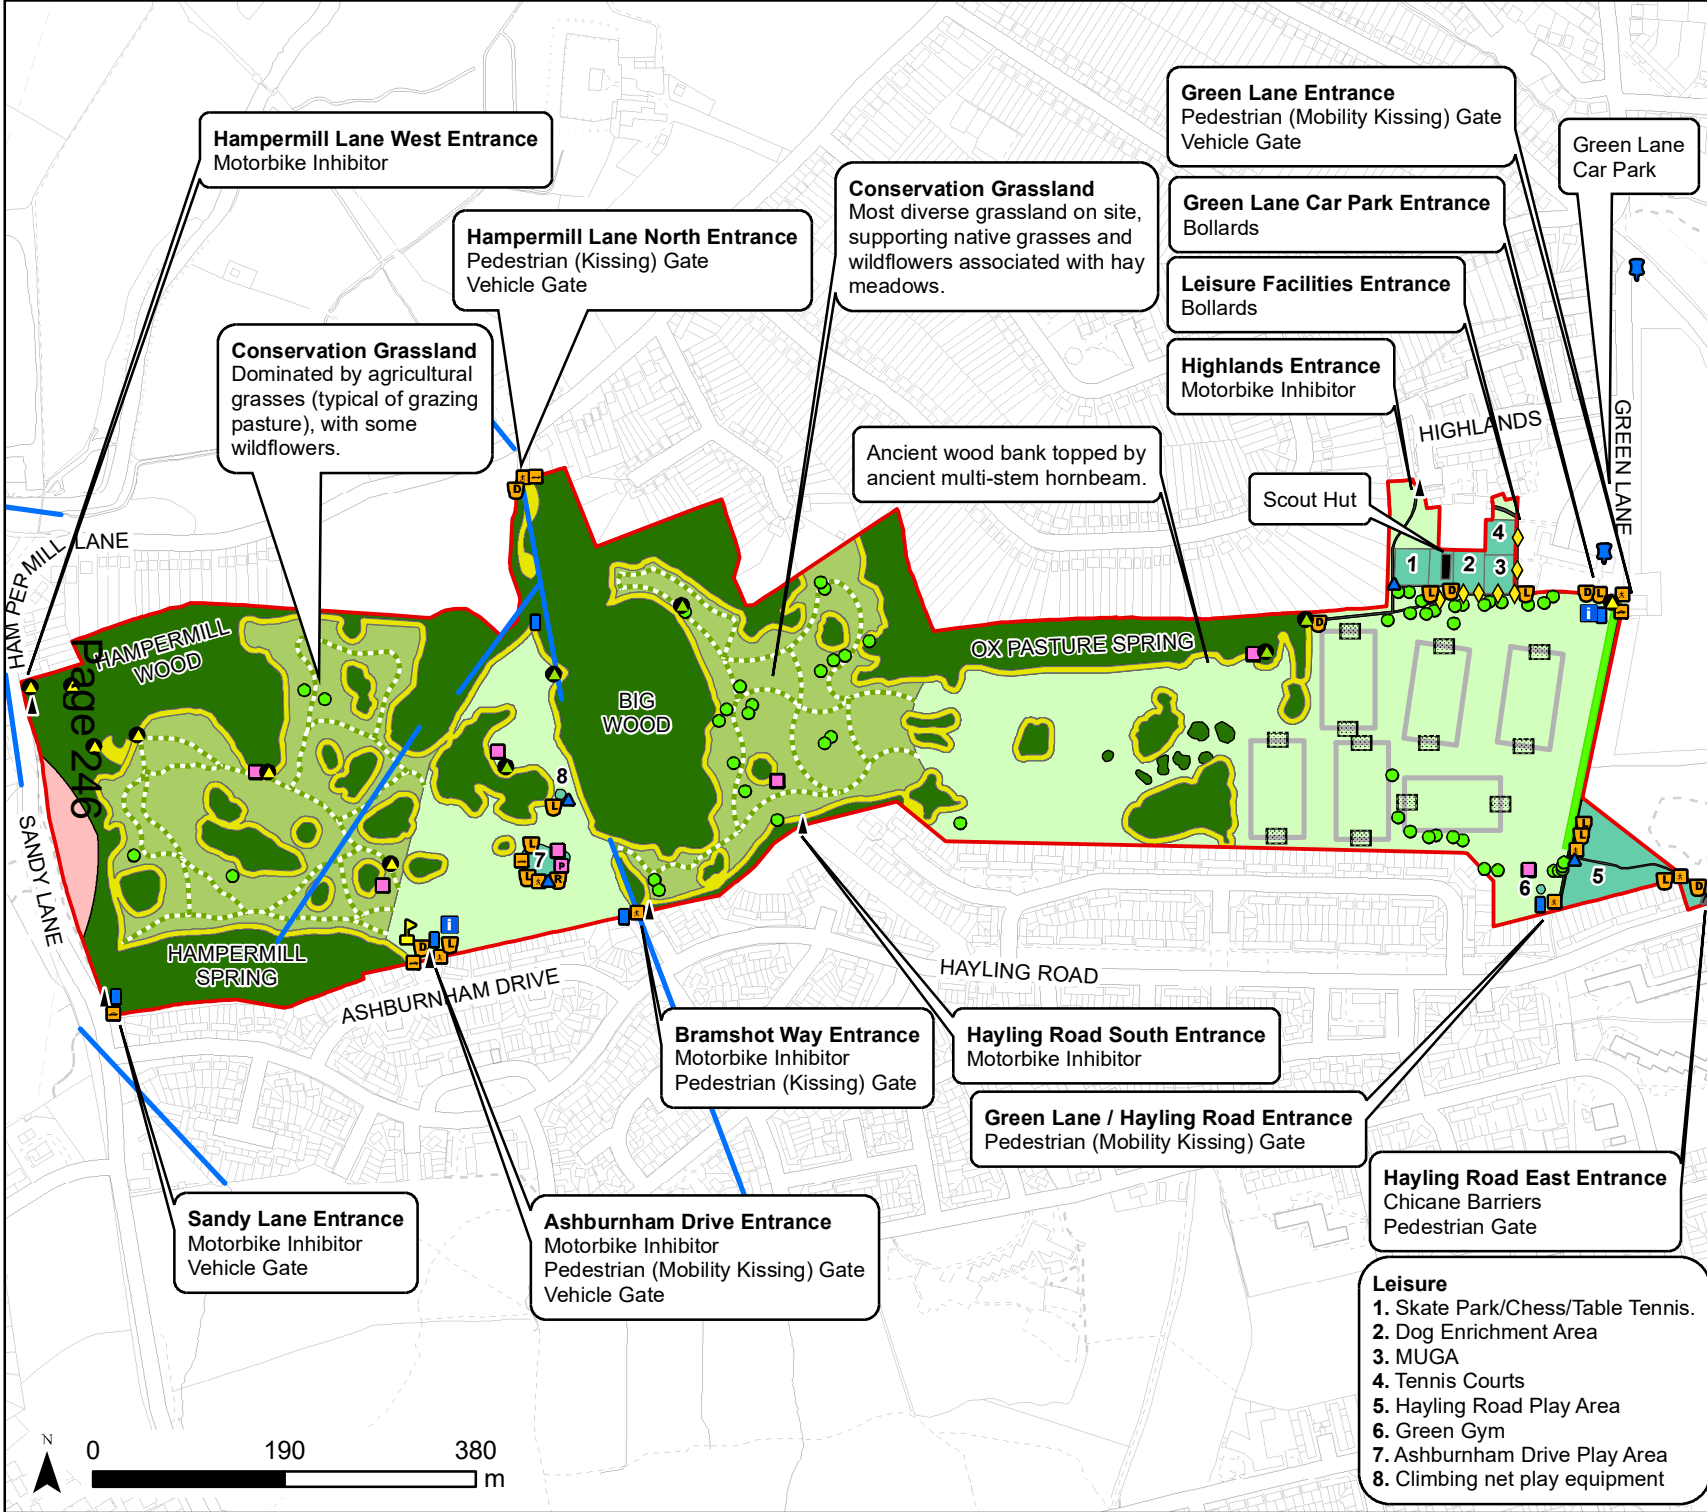 Hampermill Lane West Entrance
Motorbike Inhibitor
Hampermill Lane North Entrance
Pedestrian (Kissing) Gate
Vehicle Gate
Conservation Grassland
Most diverse grassland on site,
supporting native grasses and
wildflowers associated with hay
meadows.
Green Lane Entrance
Pedestrian (Mobility Kissing) Gate
Vehicle Gate
Green Lane
Car Park
Green Lane Car Park Entrance
Bollards
Leisure Facilities Entrance
Bollards
Highlands Entrance
Motorbike Inhibitor
Conservation Grassland
Dominated by agricultural
grasses (typical of grazing
pasture), with some
wildflowers.
Ancient wood bank topped by
ancient multi-stem hornbeam.
Scout Hut
HIGHLANDS
GREEN LANE
HAMPERMILL LANE
HAMPERMILL
WOOD
Page 246
OX PASTURE SPRING
BIG
WOOD
SANDY LANE
HAMPERMILL
SPRING
ASHBURNHAM DRIVE
HAYLING ROAD
1
2
3
4
5
6
7
8
D
D
L
L
D
L
D
L
D
L
L
L
P
R
D
L
L
L
L
D
i
i
Bramshot Way Entrance
Motorbike Inhibitor
Pedestrian (Kissing) Gate
Hayling Road South Entrance
Motorbike Inhibitor
Green Lane / Hayling Road Entrance
Pedestrian (Mobility Kissing) Gate
Hayling Road East Entrance
Chicane Barriers
Pedestrian Gate
Sandy Lane Entrance
Motorbike Inhibitor
Vehicle Gate
Ashburnham Drive Entrance
Motorbike Inhibitor
Pedestrian (Mobility Kissing) Gate
Vehicle Gate
Leisure
1. Skate Park/Chess/Table Tennis.
2. Dog Enrichment Area
3. MUGA
4. Tennis Courts
5. Hayling Road Play Area
6. Green Gym
7. Ashburnham Drive Play Area
8. Climbing net play equipment
N
0 190 380
m